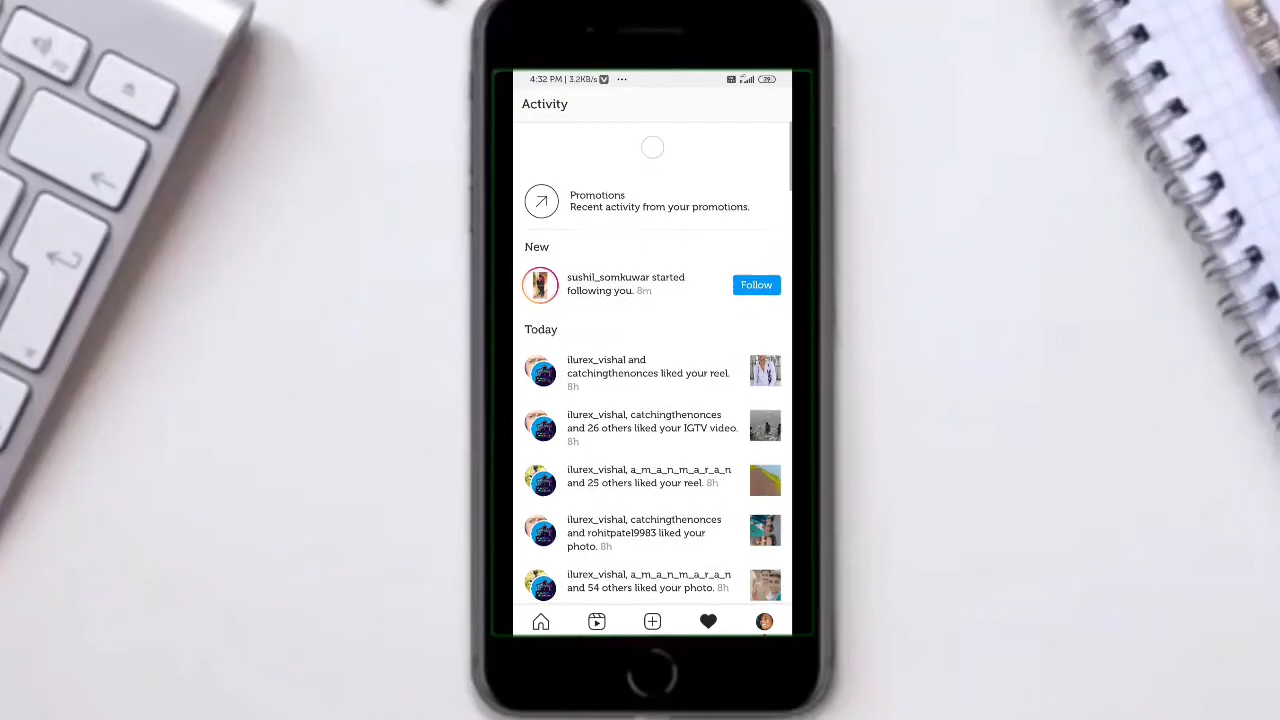 4:32 PM | 3.2KB/s
79
Activity
Promotions
Recent activity from your promotions.
New
sushil_somkuwar started
following you. 8m
Follow
Today
ilurex_vishal and
catchingthenonces liked your reel.
8h
ilurex_vishal, catchingthenonces
and 26 others liked your IGTV video.
8h
ilurex_vishal, a_m_a_n_m_a_r_a_n
and 25 others liked your reel. 8h
ilurex_vishal, catchingthenonces
and rohitpatel9983 liked your
photo. 8h
ilurex_vishal, a_m_a_n_m_a_r_a_n
and 54 others liked your photo. 8h